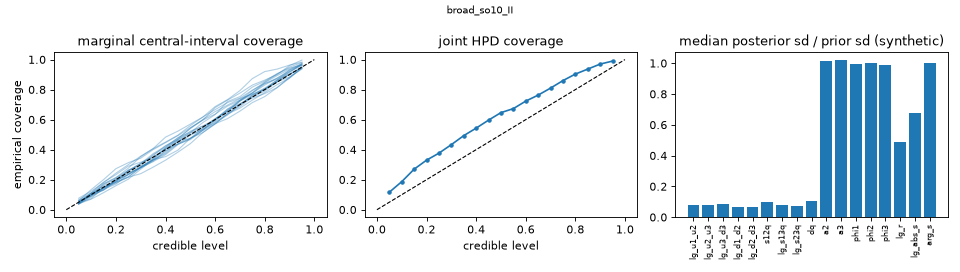 broad_so10_II
marginal central-interval coverage
empirical coverage
1.0
0.8
0.6
0.4
0.2
0.0
0.0 0.2 0.4 0.6 0.8 1.0
credible level
joint HPD coverage
1.0
0.8
0.6
0.4
0.2
0.0
0.0 0.2 0.4 0.6 0.8 1.0
credible level
median posterior sd / prior sd (synthetic)
1.0
0.8
0.6
0.4
0.2
0.0
lg_u1_u2
lg_u2_u3
lg_u3_d3
lg_d1_d2
lg_d2_d3
s12q
lg_s13q
lg_s23q
dq
a2
a3
phi1
phi2
phi3
lg_r
lg_abs_s
arg_s